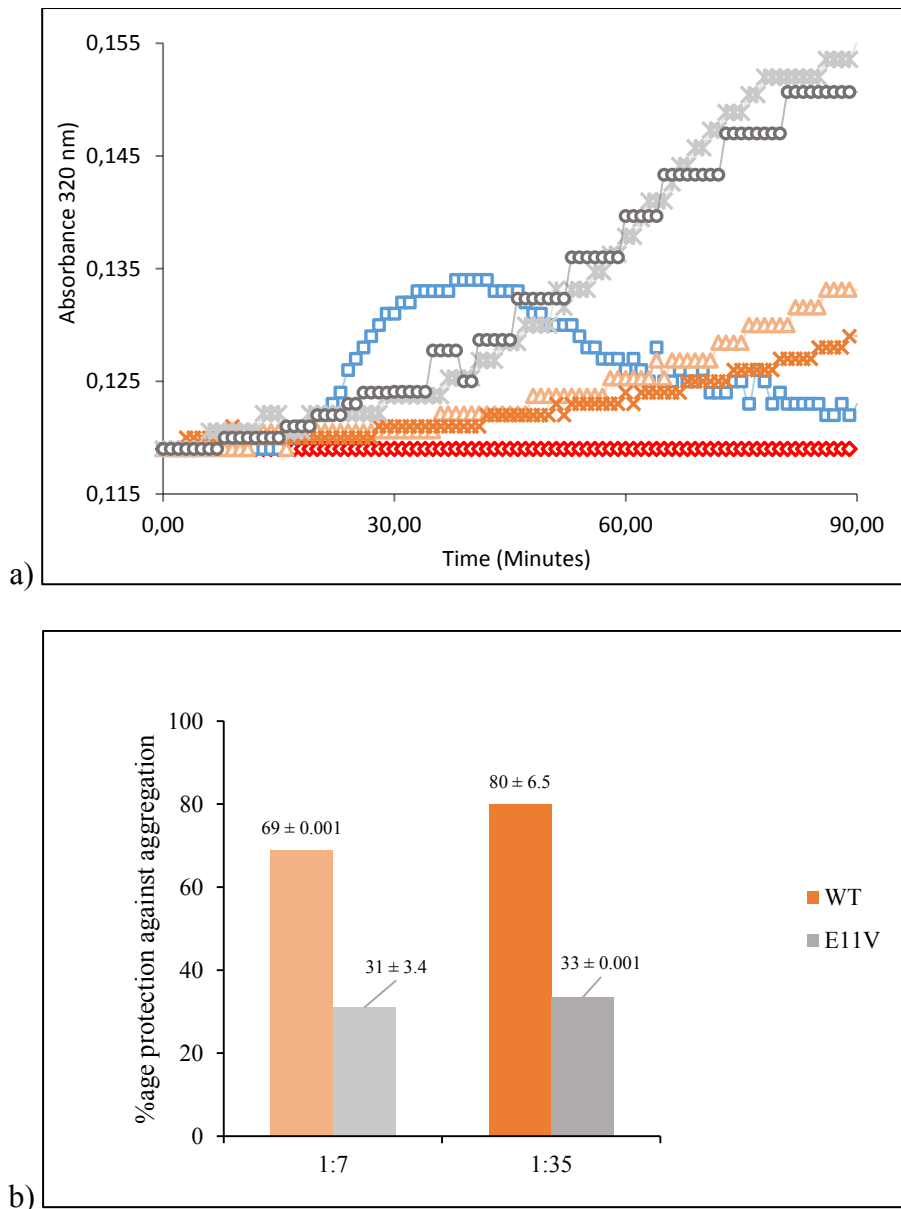 0,155
0,145
0,135
0,125
0,115
Absorbance 320 nm)
0,00
30,00
60,00
90,00
Time (Minutes)
a)
100
80
60
40
20
0
%age protection against aggregation
69 ± 0.001
31 ± 3.4
80 ± 6.5
33 ± 0.001
1:7
1:35
WT
E11V
b)